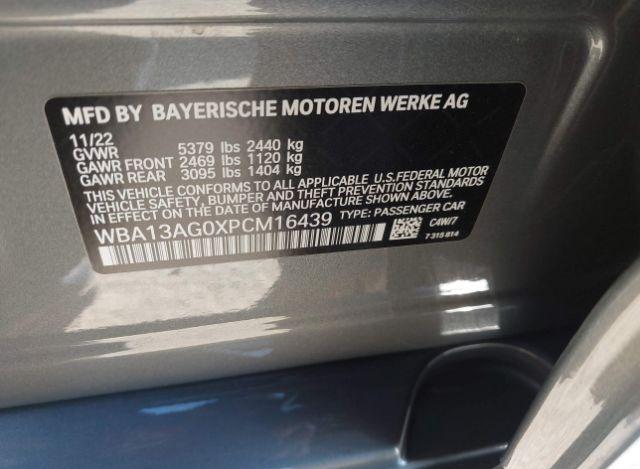 MFD BY BAYERISCHE MOTOREN WERKE AG
11/22
GVWR 5379 lbs 2440 kg
GAWR FRONT 2469 lbs 1120 kg
GAWR REAR 3095 lbs 1404 kg
THIS VEHICLE CONFORMS TO ALL APPLICABLE U.S.FEDERAL MOTOR
VEHICLE SAFETY, BUMPER AND THEFT PREVENTION STANDARDS
IN EFFECT ON THE DATE OF MANUFACTURE SHOWN ABOVE.
WBA13AG0XPCM16439 TYPE: PASSENGER CAR
C4W/7
7 315 814